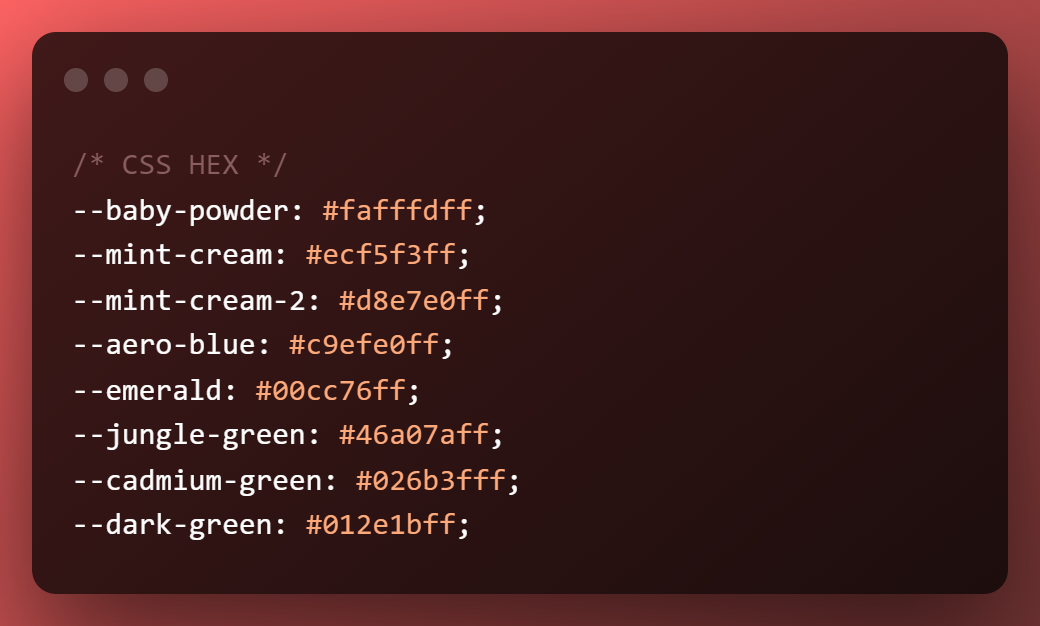 /* CSS HEX */
--baby-powder: #fafffdff;
--mint-cream: #ecf5f3ff;
--mint-cream-2: #d8e7e0ff;
--aero-blue: #c9efe0ff;
--emerald: #00cc76ff;
--jungle-green: #46a07aff;
--cadmium-green: #026b3fff;
--dark-green: #012e1bff;